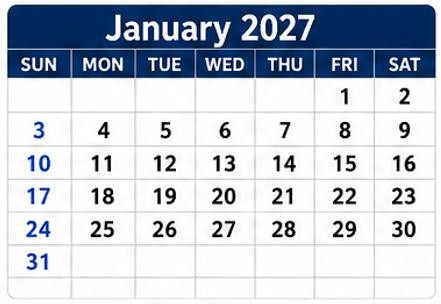 January 2027
SUN MON TUE WED THU FRI SAT
1 2
3 4 5 6 7 8 9
10 11 12 13 14 15 16
17 18 19 20 21 22 23
24 25 26 27 28 29 30
31